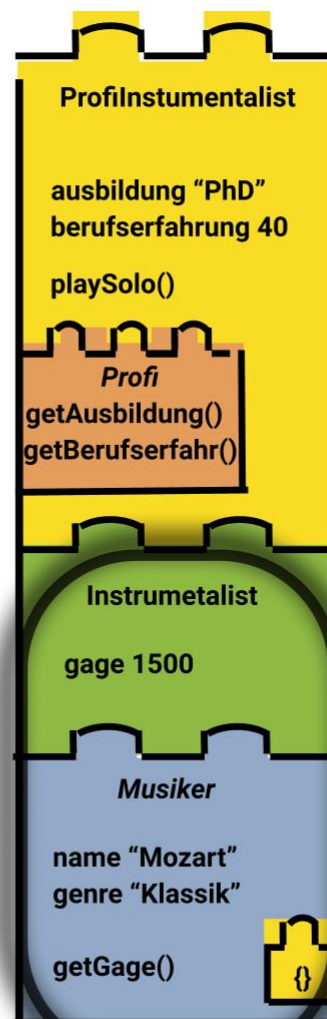 ProfiInstumentalist
ausbildung “PhD”
berufserfahrung 40
playSolo()
Profi
getAusbildung()
getBerufserfahr()
Instrumetalist
gage 1500
Musiker
name “Mozart”
genre “Klassik”
getGage()
{}